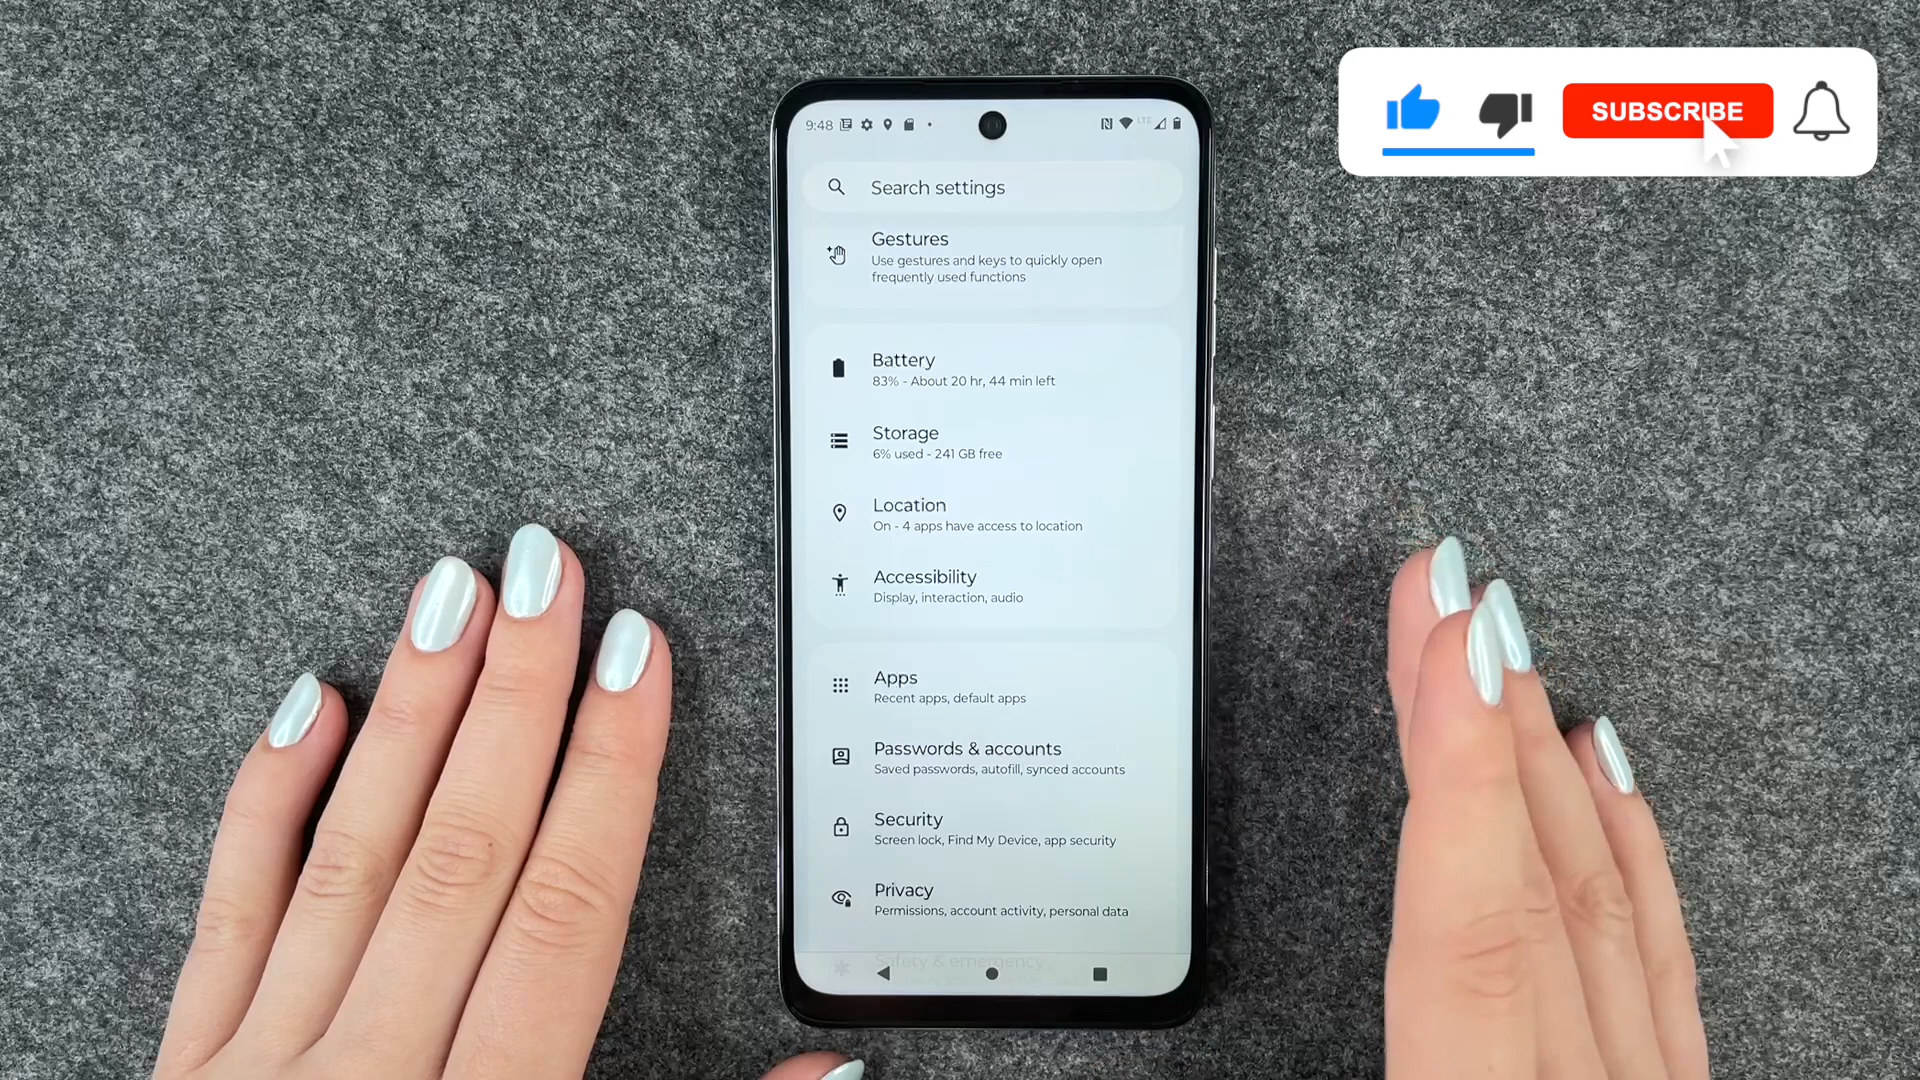 9:48
LTE
SUBSCRIBE
Search settings
Gestures
Use gestures and keys to quickly open
frequently used functions
Battery
83% - About 20 hr, 44 min left
Storage
6% used - 241 GB free
Location
On - 4 apps have access to location
Accessibility
Display, interaction, audio
Apps
Recent apps, default apps
Passwords & accounts
Saved passwords, autofill, synced accounts
Security
Screen lock, Find My Device, app security
Privacy
Permissions, account activity, personal data
Safety & emergency